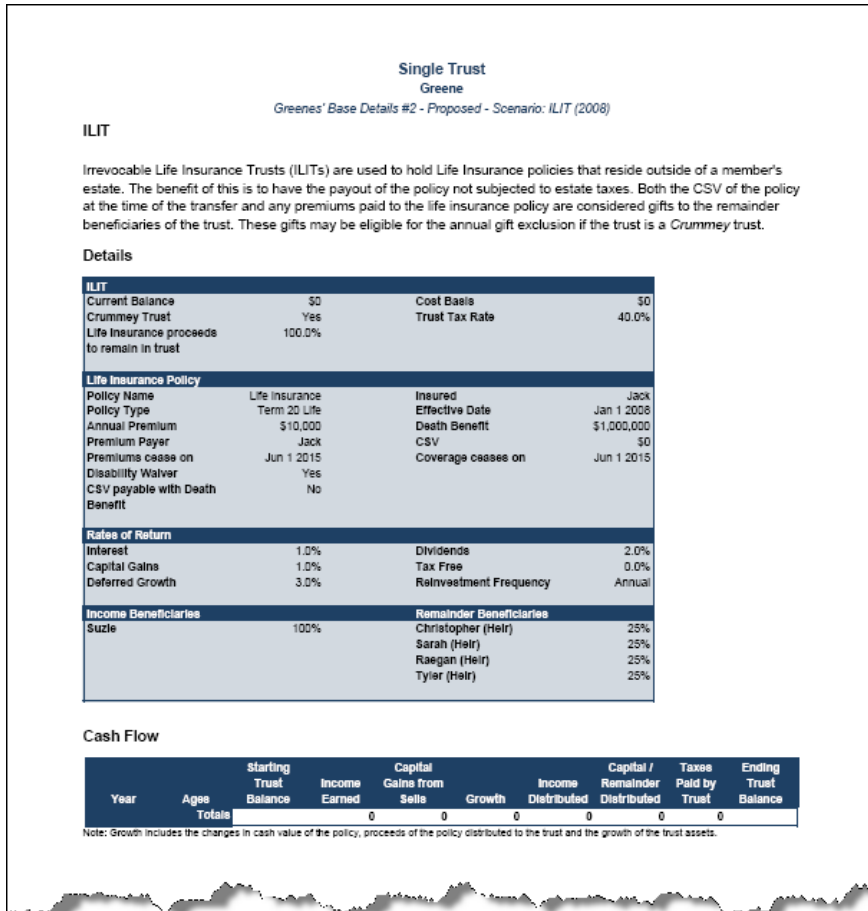 Single Trust
Greene
Greenes' Base Details #2 - Proposed - Scenario: ILIT (2008)
ILIT
Irrevocable Life Insurance Trusts (ILITs) are used to hold Life Insurance policies that reside outside of a member's
estate. The benefit of this is to have the payout of the policy not subjected to estate taxes. Both the CSV of the policy
at the time of the transfer and any premiums paid to the life insurance policy are considered gifts to the remainder
beneficiaries of the trust. These gifts may be eligible for the annual gift exclusion if the trust is a Crummey trust.
Details
ILIT
Current Balance $0 Cost Basis $0
Crummey Trust Yes Trust Tax Rate 40.0%
Life Insurance proceeds 100.0%
to remain in trust
Life Insurance Policy
Policy Name Life Insurance Insured Jack
Policy Type Term 20 Life Effective Date Jan 1 2008
Annual Premium $10,000 Death Benefit $1,000,000
Premium Payer Jack CSV $0
Premiums cease on Jun 1 2015 Coverage ceases on Jun 1 2015
Disability Waiver Yes
CSV payable with Death No
Benefit
Rates of Return
Interest 1.0% Dividends 2.0%
Capital Gains 1.0% Tax Free 0.0%
Deferred Growth 3.0% Reinvestment Frequency Annual
Income Beneficiaries Remainder Beneficiaries
Suzie 100% Christopher (Heir) 25%
Sarah (Heir) 25%
Raegan (Heir) 25%
Tyler (Heir) 25%
Cash Flow
Starting Capital Capital / Taxes Ending
Trust Income Gains from Income Remainder Paid by Trust
Year Ages Balance Earned Sells Growth Distributed Distributed Trust Balance
Totals 0 0 0 0 0 0
Note: Growth includes the changes in cash value of the policy, proceeds of the policy distributed to the trust and the growth of the trust assets.